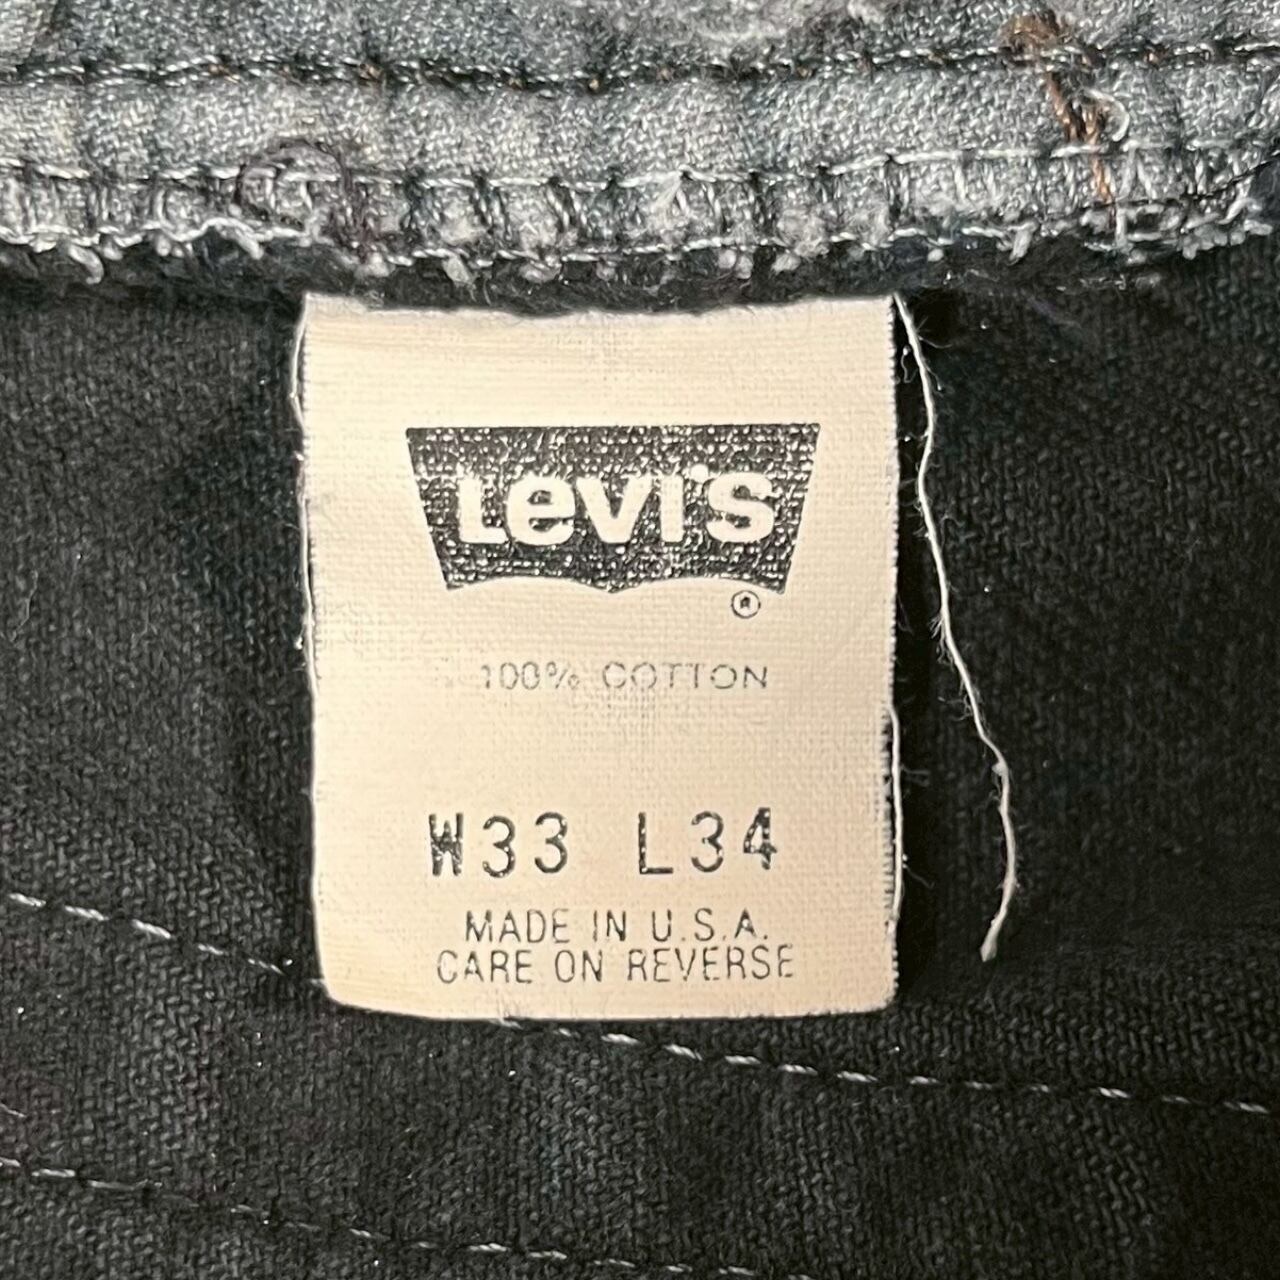 Levi's
®
100% COTTON
W33 L34
MADE IN U.S.A.
CARE ON REVERSE